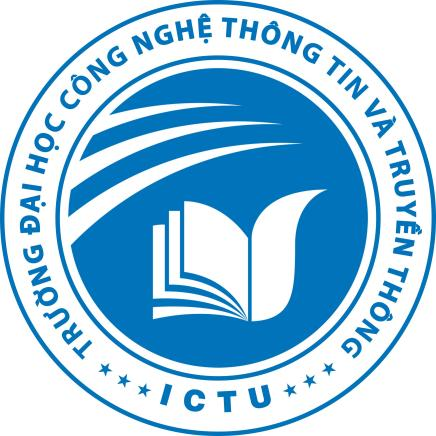 TRƯỜNG ĐẠI HỌC CÔNG NGHỆ THÔNG TIN VÀ TRUYỀN THÔNG
ICTU